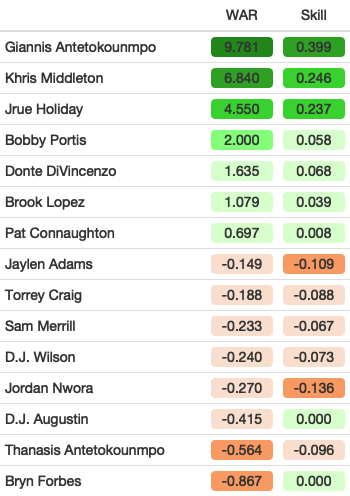 WAR Skill
Giannis Antetokounmpo 9.781 0.399
Khris Middleton 6.840 0.246
Jrue Holiday 4.550 0.237
Bobby Portis 2.000 0.058
Donte DiVincenzo 1.635 0.068
Brook Lopez 1.079 0.039
Pat Connaughton 0.697 0.008
Jaylen Adams -0.149 -0.109
Torrey Craig -0.188 -0.088
Sam Merrill -0.233 -0.067
D.J. Wilson -0.240 -0.073
Jordan Nwora -0.270 -0.136
D.J. Augustin -0.415 0.000
Thanasis Antetokounmpo -0.564 -0.096
Bryn Forbes -0.867 0.000